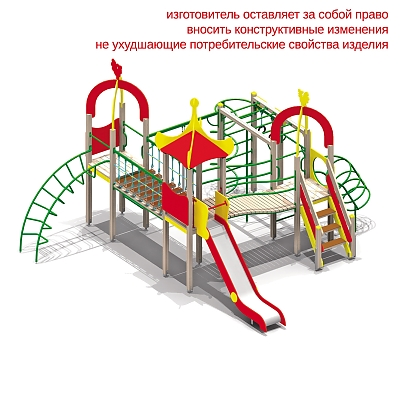 изготовитель оставляет за собой право
вносить конструктивные изменения
не ухудшающие потребительские свойства изделия